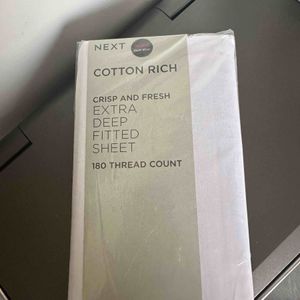 NEXT
COTTON RICH
CRISP AND FRESH
EXTRA
DEEP
FITTED
SHEET
180 THREAD COUNT